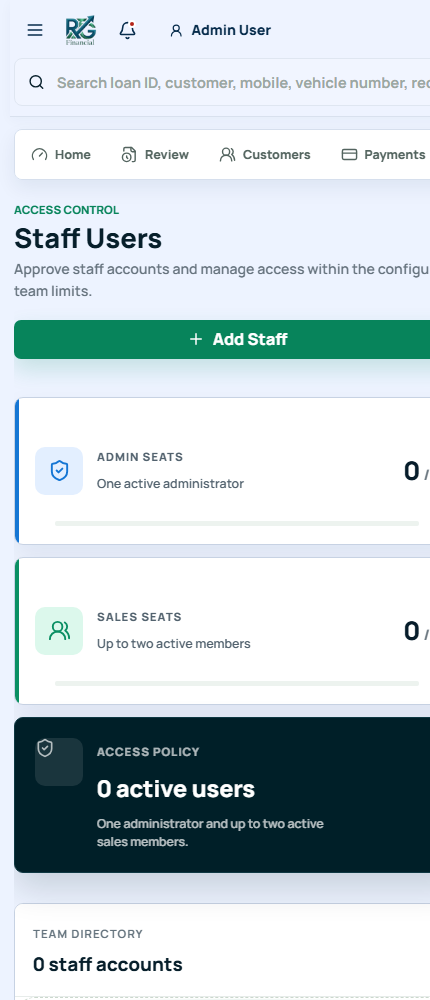 RG
Financial
Admin User
Search loan ID, customer, mobile, vehicle number,
Home
Review
Customers
Payments
ACCESS CONTROL
Staff Users
Approve staff accounts and manage access within the
team limits.
+ Add Staff
ADMIN SEATS
One active administrator
0 /
SALES SEATS
Up to two active members
0 /
ACCESS POLICY
0 active users
One administrator and up to two active
sales members.
TEAM DIRECTORY
0 staff accounts